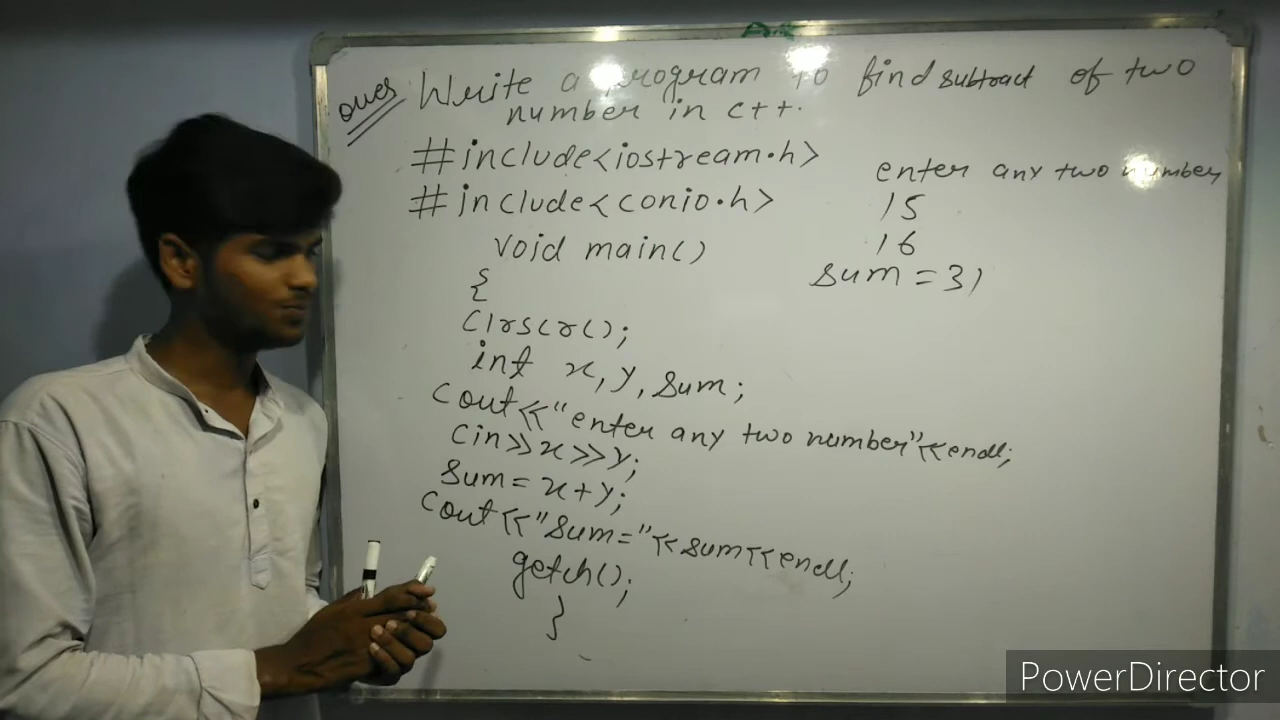 Ques Write a program to find subtract of two
number in c++.
#include<iostream.h>
#include<conio.h>
void main()
{
Clrscr();
int x, y, sum;
cout<<"enter any two number"<<endl;
cin>>x>>y;
sum = x+y;
cout<<"sum="<<sum<<endl;
getch();
}
enter any two number
15
16
sum = 31
PowerDirector